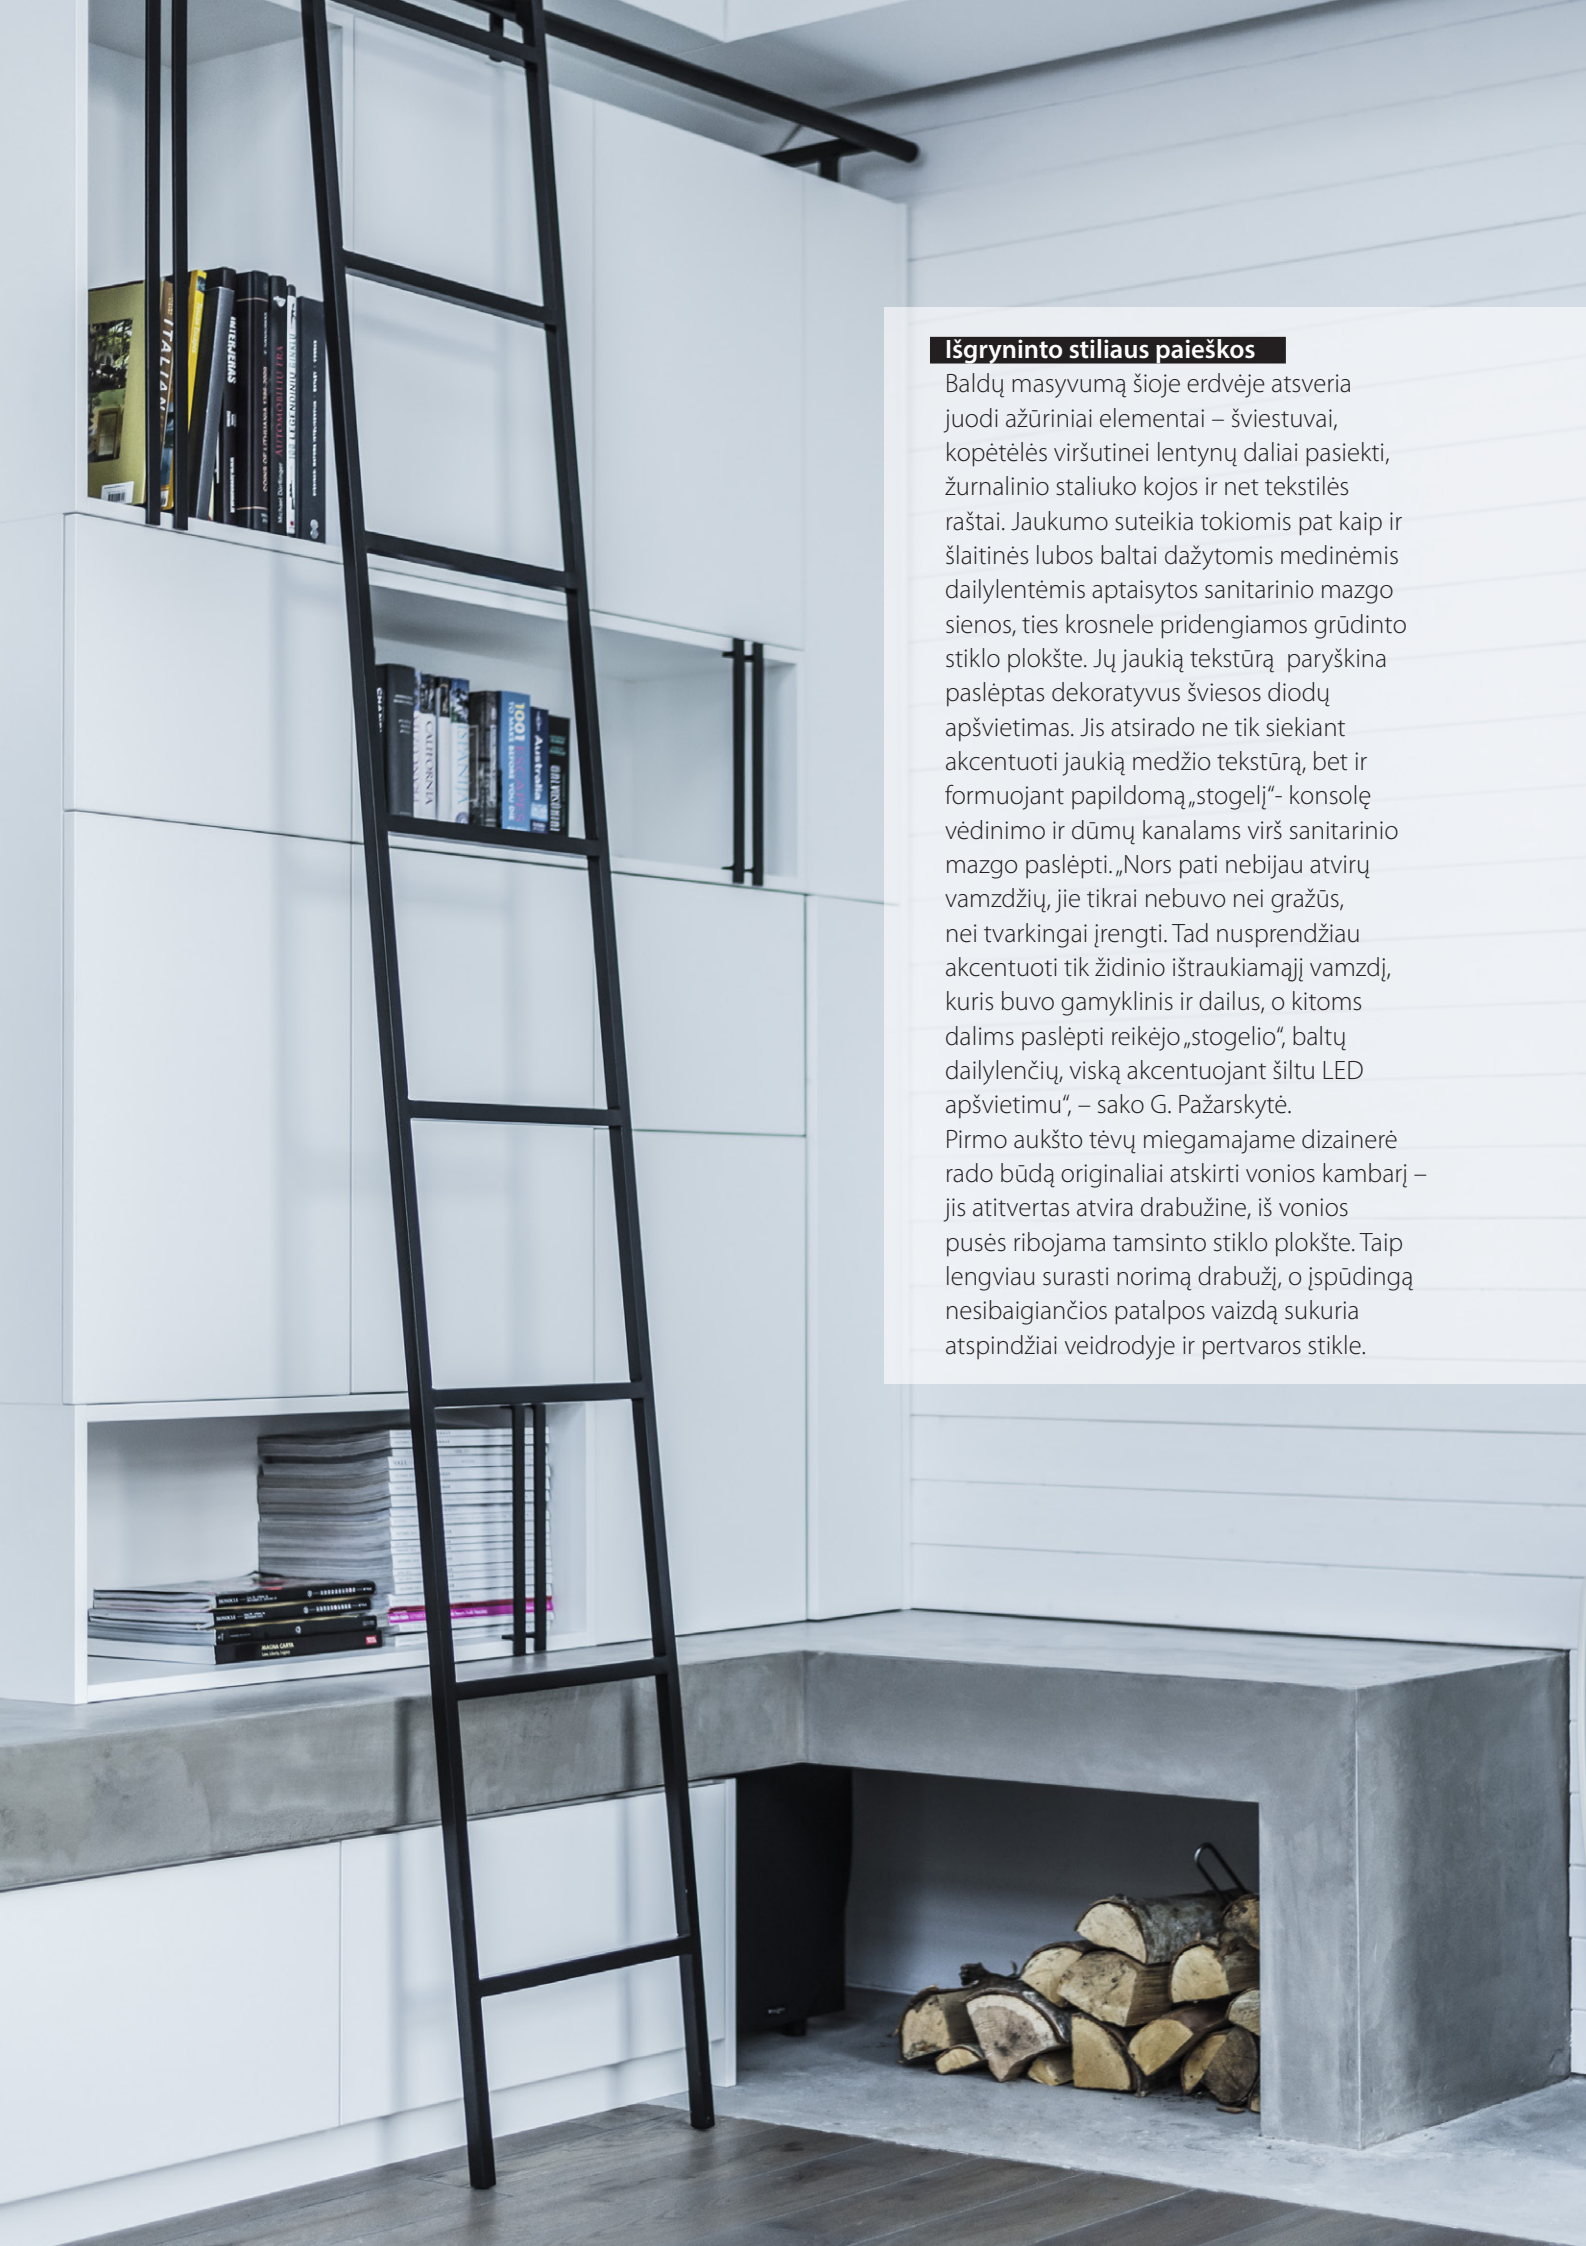 Išgryninto stiliaus paieškos
Baldų masyvumą šioje erdvėje atsveria
juodi ažūriniai elementai – šviestuvai,
kopėtėlės viršutinei lentynų daliai pasiekti,
žurnalinio staliuko kojos ir net tekstilės
raštai. Jaukumo suteikia tokiomis pat kaip ir
šlaitinės lubos baltai dažytomis medinėmis
dailylentėmis aptaisytos sanitarinio mazgo
sienos, ties krosnele pridengiamos grūdinto
stiklo plokšte. Jų jaukią tekstūrą  paryškina
paslėptas dekoratyvus šviesos diodų
apšvietimas. Jis atsirado ne tik siekiant
akcentuoti jaukią medžio tekstūrą, bet ir
formuojant papildomą „stogelį“- konsolę
vėdinimo ir dūmų kanalams virš sanitarinio
mazgo paslėpti. „Nors pati nebijau atvirų
vamzdžių, jie tikrai nebuvo nei gražūs,
nei tvarkingai įrengti. Tad nusprendžiau
akcentuoti tik židinio ištraukiamąjį vamzdį,
kuris buvo gamyklinis ir dailus, o kitoms
dalims paslėpti reikėjo „stogelio“, baltų
dailylenčių, viską akcentuojant šiltu LED
apšvietimu“, – sako G. Pažarskytė.
Pirmo aukšto tėvų miegamajame dizainerė
rado būdą originaliai atskirti vonios kambarį –
jis atitvertas atvira drabužine, iš vonios
pusės ribojama tamsinto stiklo plokšte. Taip
lengviau surasti norimą drabužį, o įspūdingą
nesibaigiančios patalpos vaizdą sukuria
atspindžiai veidrodyje ir pertvaros stikle.
INTERJERAS
CALIFORNIA
ISPANIJA
1001
Australia
MONOCLE
MONOCLE
MAGNA CARTA